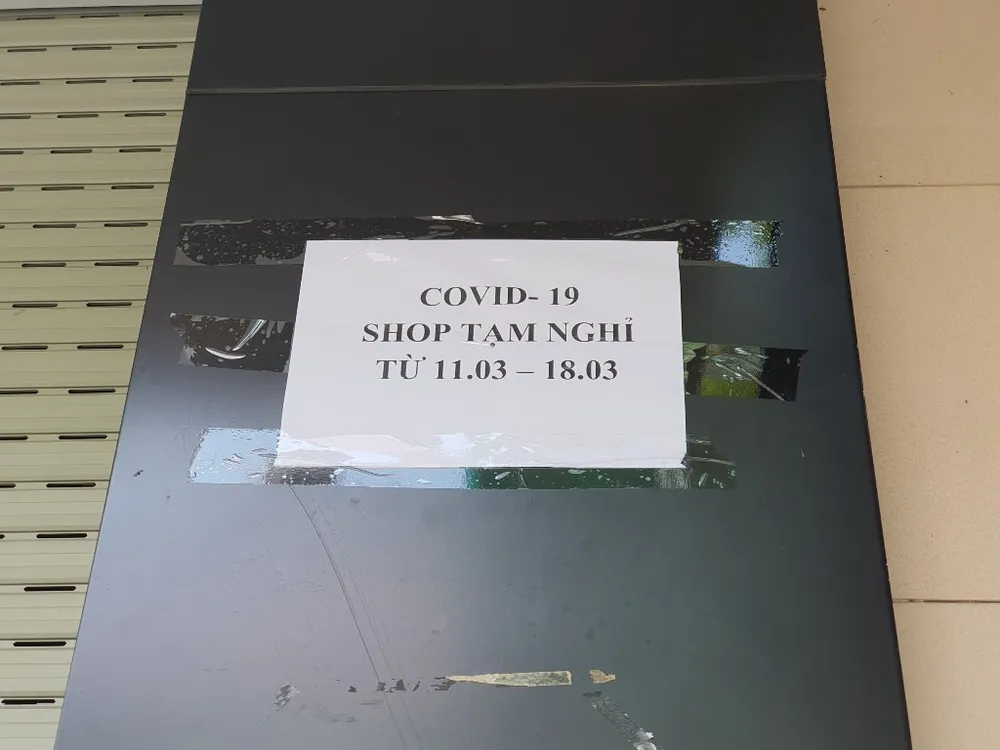 COVID- 19
SHOP TẠM NGHỈ
TỪ 11.03 – 18.03